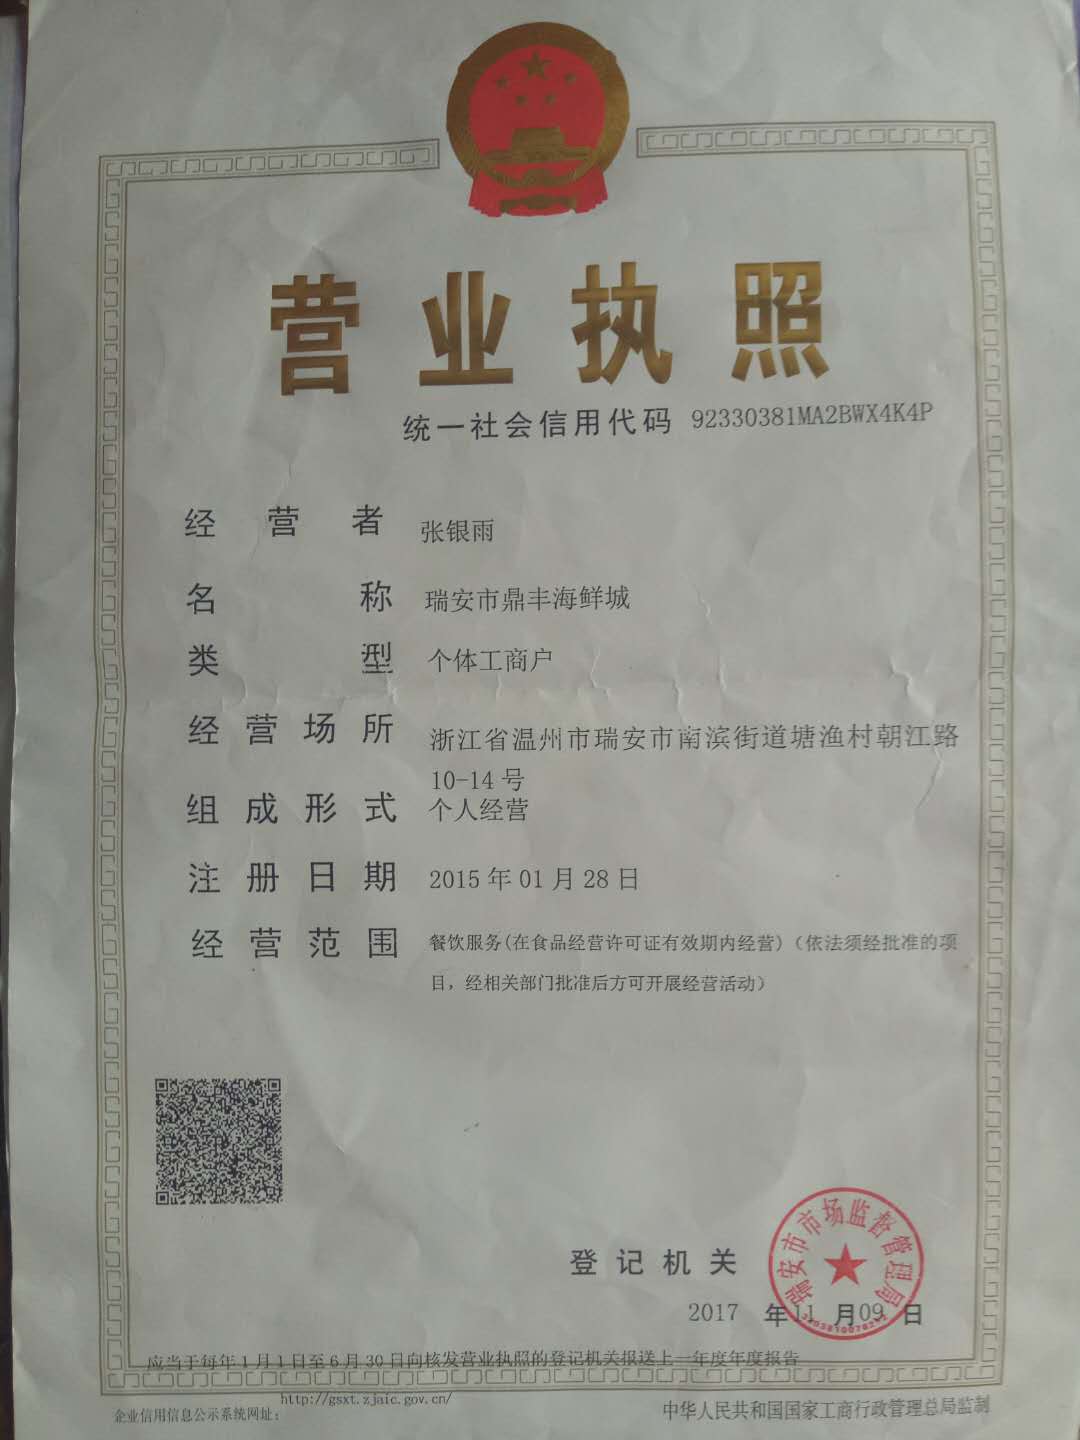 营业执照
统一社会信用代码 92330381MA2BWX4K4P
经营者 张银雨
名称 瑞安市鼎丰海鲜城
类型 个体工商户
经营场所 浙江省温州市瑞安市南滨街道塘渔村朝江路
10-14号
组成形式 个人经营
注册日期 2015年01月28日
经营范围 餐饮服务(在食品经营许可证有效期内经营)（依法须经批准的项
目，经相关部门批准后方可开展经营活动）
瑞安市市场监督管理局
登记机关
2017 年11 月09 日
应当于每年1月1日至6月30日向核发营业执照的登记机关报送上一年度年度报告
http://gsxt.zjaic.gov.cn/
企业信用信息公示系统网址：
中华人民共和国国家工商行政管理总局监制